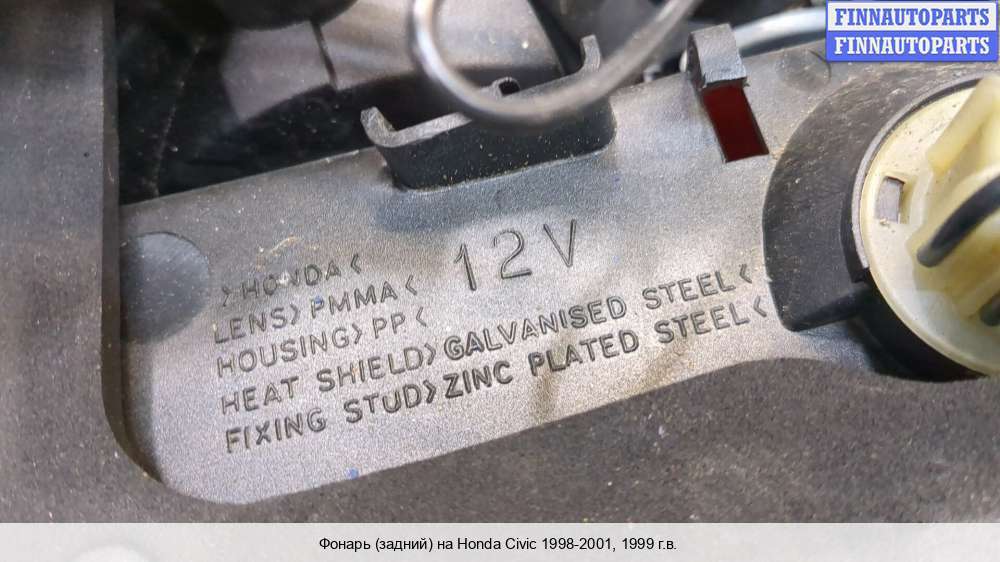 FINNAUTOPARTS
FINNAUTOPARTS
12V
>HONDA<
LENS>PMMA<
HOUSING>PP<
HEAT SHIELD>GALVANISED STEEL<
FIXING STUD>ZINC PLATED STEEL<
Фонарь (задний) на Honda Civic 1998-2001, 1999 г.в.